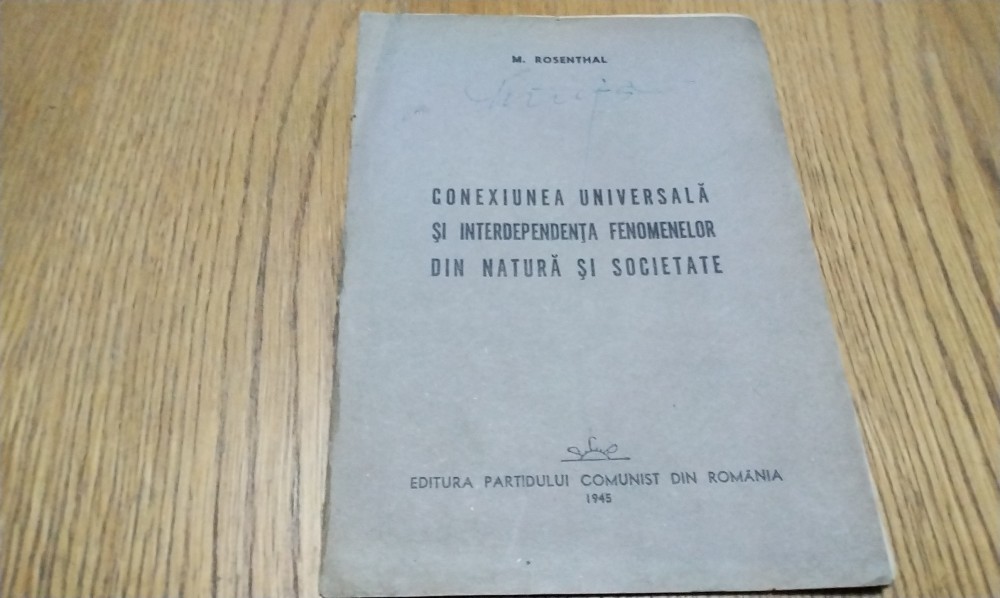 M. ROSENTHAL
CONEXIUNEA UNIVERSALĂ
ȘI INTERDEPENDENȚA FENOMENELOR
DIN NATURĂ ȘI SOCIETATE
EDITURA PARTIDULUI COMUNIST DIN ROMÂNIA
1945